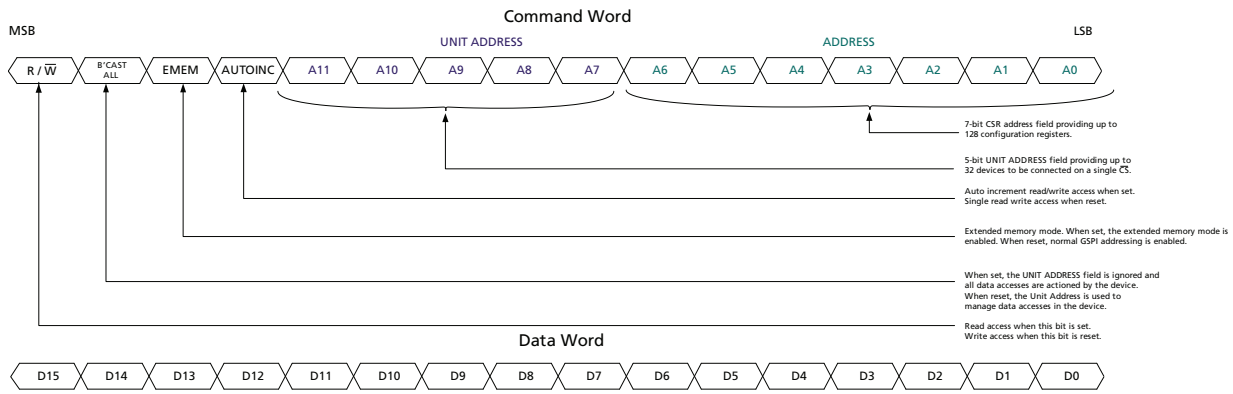 Command Word
MSB
LSB
UNIT ADDRESS
ADDRESS
R / W̅
B'CAST
ALL
EMEM
AUTOINC
A11
A10
A9
A8
A7
A6
A5
A4
A3
A2
A1
A0
7-bit CSR address field providing up to
128 configuration registers.
5-bit UNIT ADDRESS field providing up to
32 devices to be connected on a single C̅S̅.
Auto increment read/write access when set.
Single read write access when reset.
Extended memory mode. When set, the extended memory mode is
enabled. When reset, normal GSPI addressing is enabled.
When set, the UNIT ADDRESS field is ignored and
all data accesses are actioned by the device.
When reset, the Unit Address is used to
manage data accesses in the device.
Read access when this bit is set.
Write access when this bit is reset.
Data Word
D15
D14
D13
D12
D11
D10
D9
D8
D7
D6
D5
D4
D3
D2
D1
D0